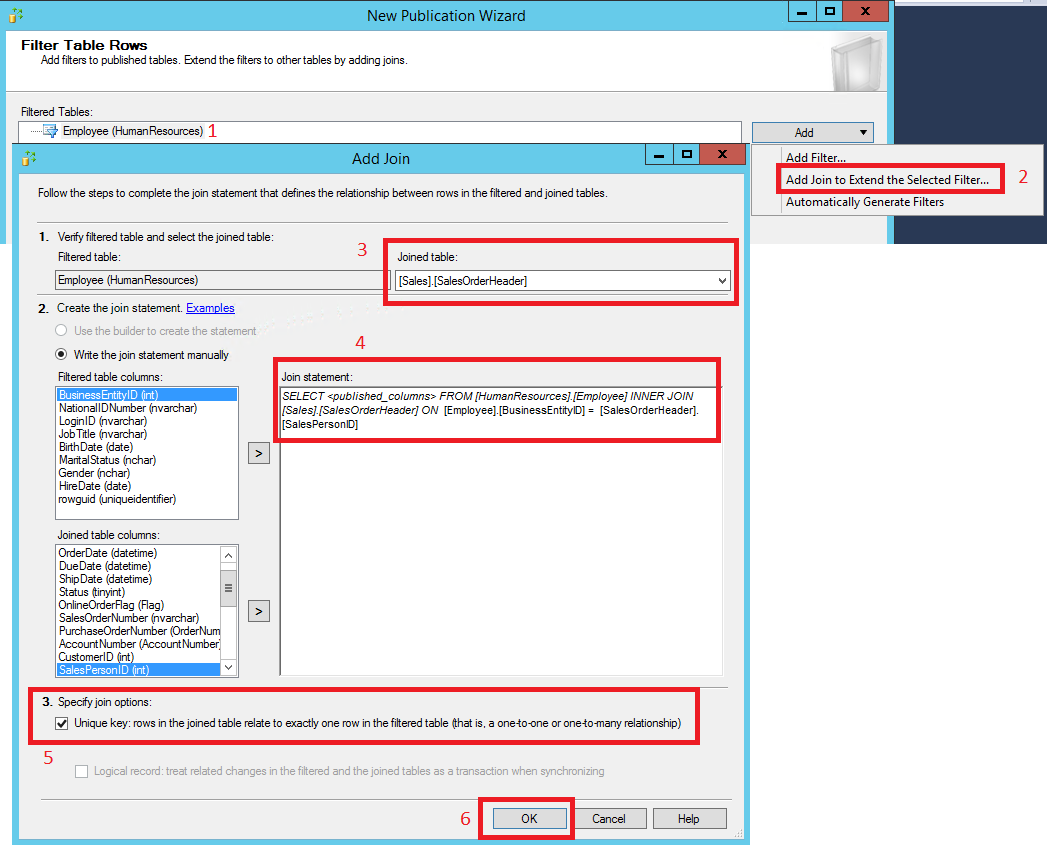 New Publication Wizard
Filter Table Rows
Add filters to published tables. Extend the filters to other tables by adding joins.
Filtered Tables:
Employee (HumanResources) 1
Add
Add Filter...
Add Join to Extend the Selected Filter... 2
Automatically Generate Filters
Add Join
Follow the steps to complete the join statement that defines the relationship between rows in the filtered and joined tables.
1. Verify filtered table and select the joined table:
Filtered table:
Employee (HumanResources)
3
Joined table:
[Sales].[SalesOrderHeader]
2. Create the join statement. Examples
Use the builder to create the statement
Write the join statement manually
4
Filtered table columns:
BusinessEntityID (int)
NationalIDNumber (nvarchar)
LoginID (nvarchar)
JobTitle (nvarchar)
BirthDate (date)
MaritalStatus (nchar)
Gender (nchar)
HireDate (date)
rowguid (uniqueidentifier)
>
Join statement:
SELECT <published_columns> FROM [HumanResources].[Employee] INNER JOIN
[Sales].[SalesOrderHeader] ON [Employee].[BusinessEntityID] = [SalesOrderHeader].
[SalesPersonID]
Joined table columns:
OrderDate (datetime)
DueDate (datetime)
ShipDate (datetime)
Status (tinyint)
OnlineOrderFlag (Flag)
SalesOrderNumber (nvarchar)
PurchaseOrderNumber (OrderNum
AccountNumber (AccountNumber)
CustomerID (int)
SalesPersonID (int)
>
3. Specify join options:
Unique key: rows in the joined table relate to exactly one row in the filtered table (that is, a one-to-one or one-to-many relationship)
5
Logical record: treat related changes in the filtered and the joined tables as a transaction when synchronizing
6
OK
Cancel
Help